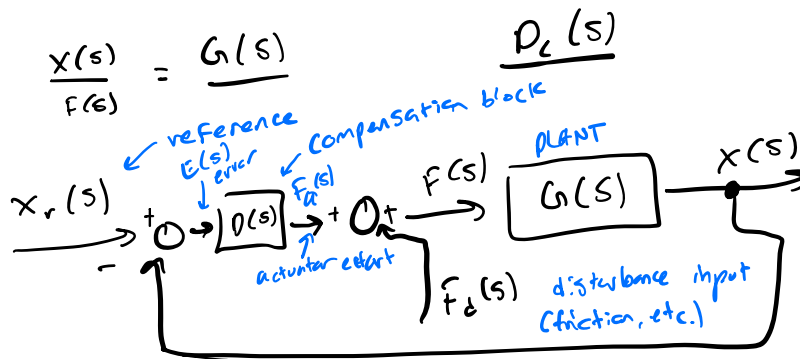 X(s)
F(s)
= G(s)
Dc(s)
reference
E(s)
error
compensation block
PLANT
Xr(s)
+
-
D(s)
Fa(s)
+
+
F(s)
G(s)
X(s)
actuator effort
Fd(s)
disturbance input
(friction, etc.)